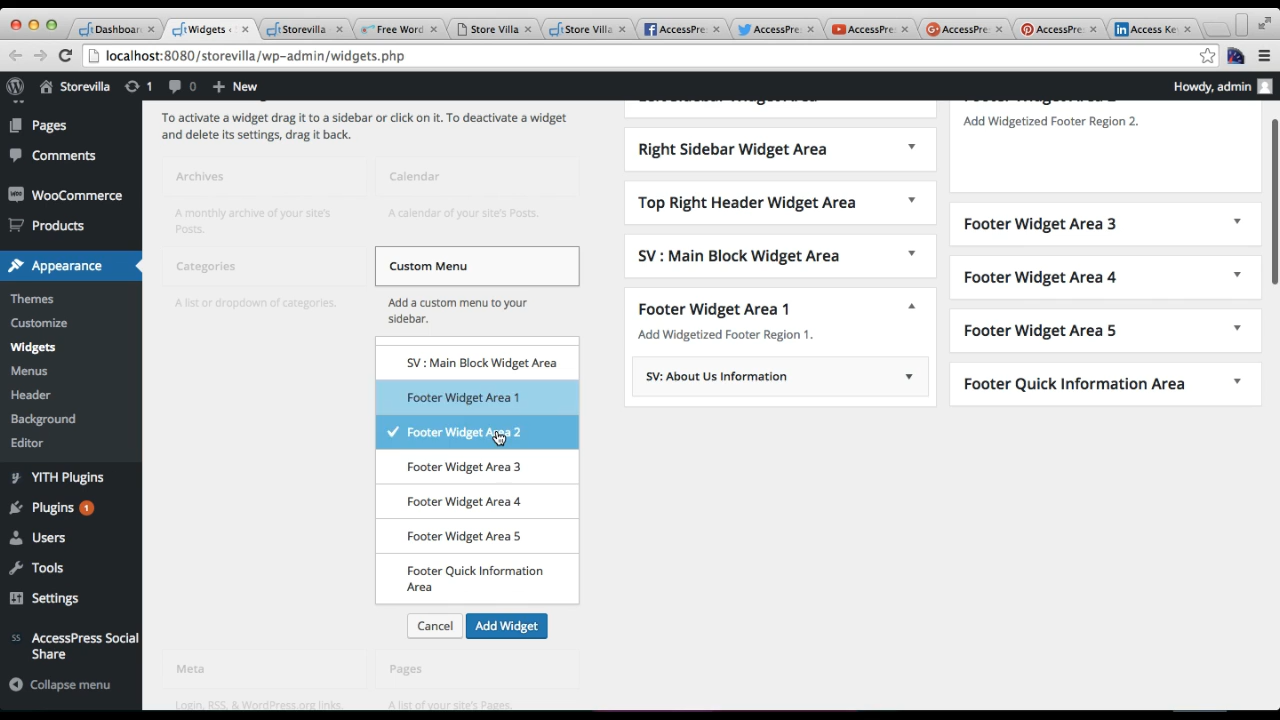 Dashboar
Widgets
Storevilla
Free Word
Store Villa
Store Villa
AccessPre
AccessPre
AccessPre
AccessPre
AccessPre
Access Ke
localhost:8080/storevilla/wp-admin/widgets.php
Storevilla 1 0 + New
Howdy, admin
Pages
Comments
WooCommerce
Products
Appearance
Themes
Customize
Widgets
Menus
Header
Background
Editor
YITH Plugins
Plugins 1
Users
Tools
Settings
AccessPress Social
Share
Collapse menu
To activate a widget drag it to a sidebar or click on it. To deactivate a widget
and delete its settings, drag it back.
Archives
A monthly archive of your site's
Posts.
Calendar
A calendar of your site's Posts.
Categories
A list or dropdown of categories.
Custom Menu
Add a custom menu to your
sidebar.
SV : Main Block Widget Area
Footer Widget Area 1
Footer Widget Area 2
Footer Widget Area 3
Footer Widget Area 4
Footer Widget Area 5
Footer Quick Information
Area
Cancel
Add Widget
Meta
Login, RSS, & WordPress.org links.
Pages
A list of your site's Pages.
Left Sidebar Widget Area
Right Sidebar Widget Area
Top Right Header Widget Area
SV : Main Block Widget Area
Footer Widget Area 1
Add Widgetized Footer Region 1.
SV: About Us Information
Footer Widget Area 2
Add Widgetized Footer Region 2.
Footer Widget Area 3
Footer Widget Area 4
Footer Widget Area 5
Footer Quick Information Area